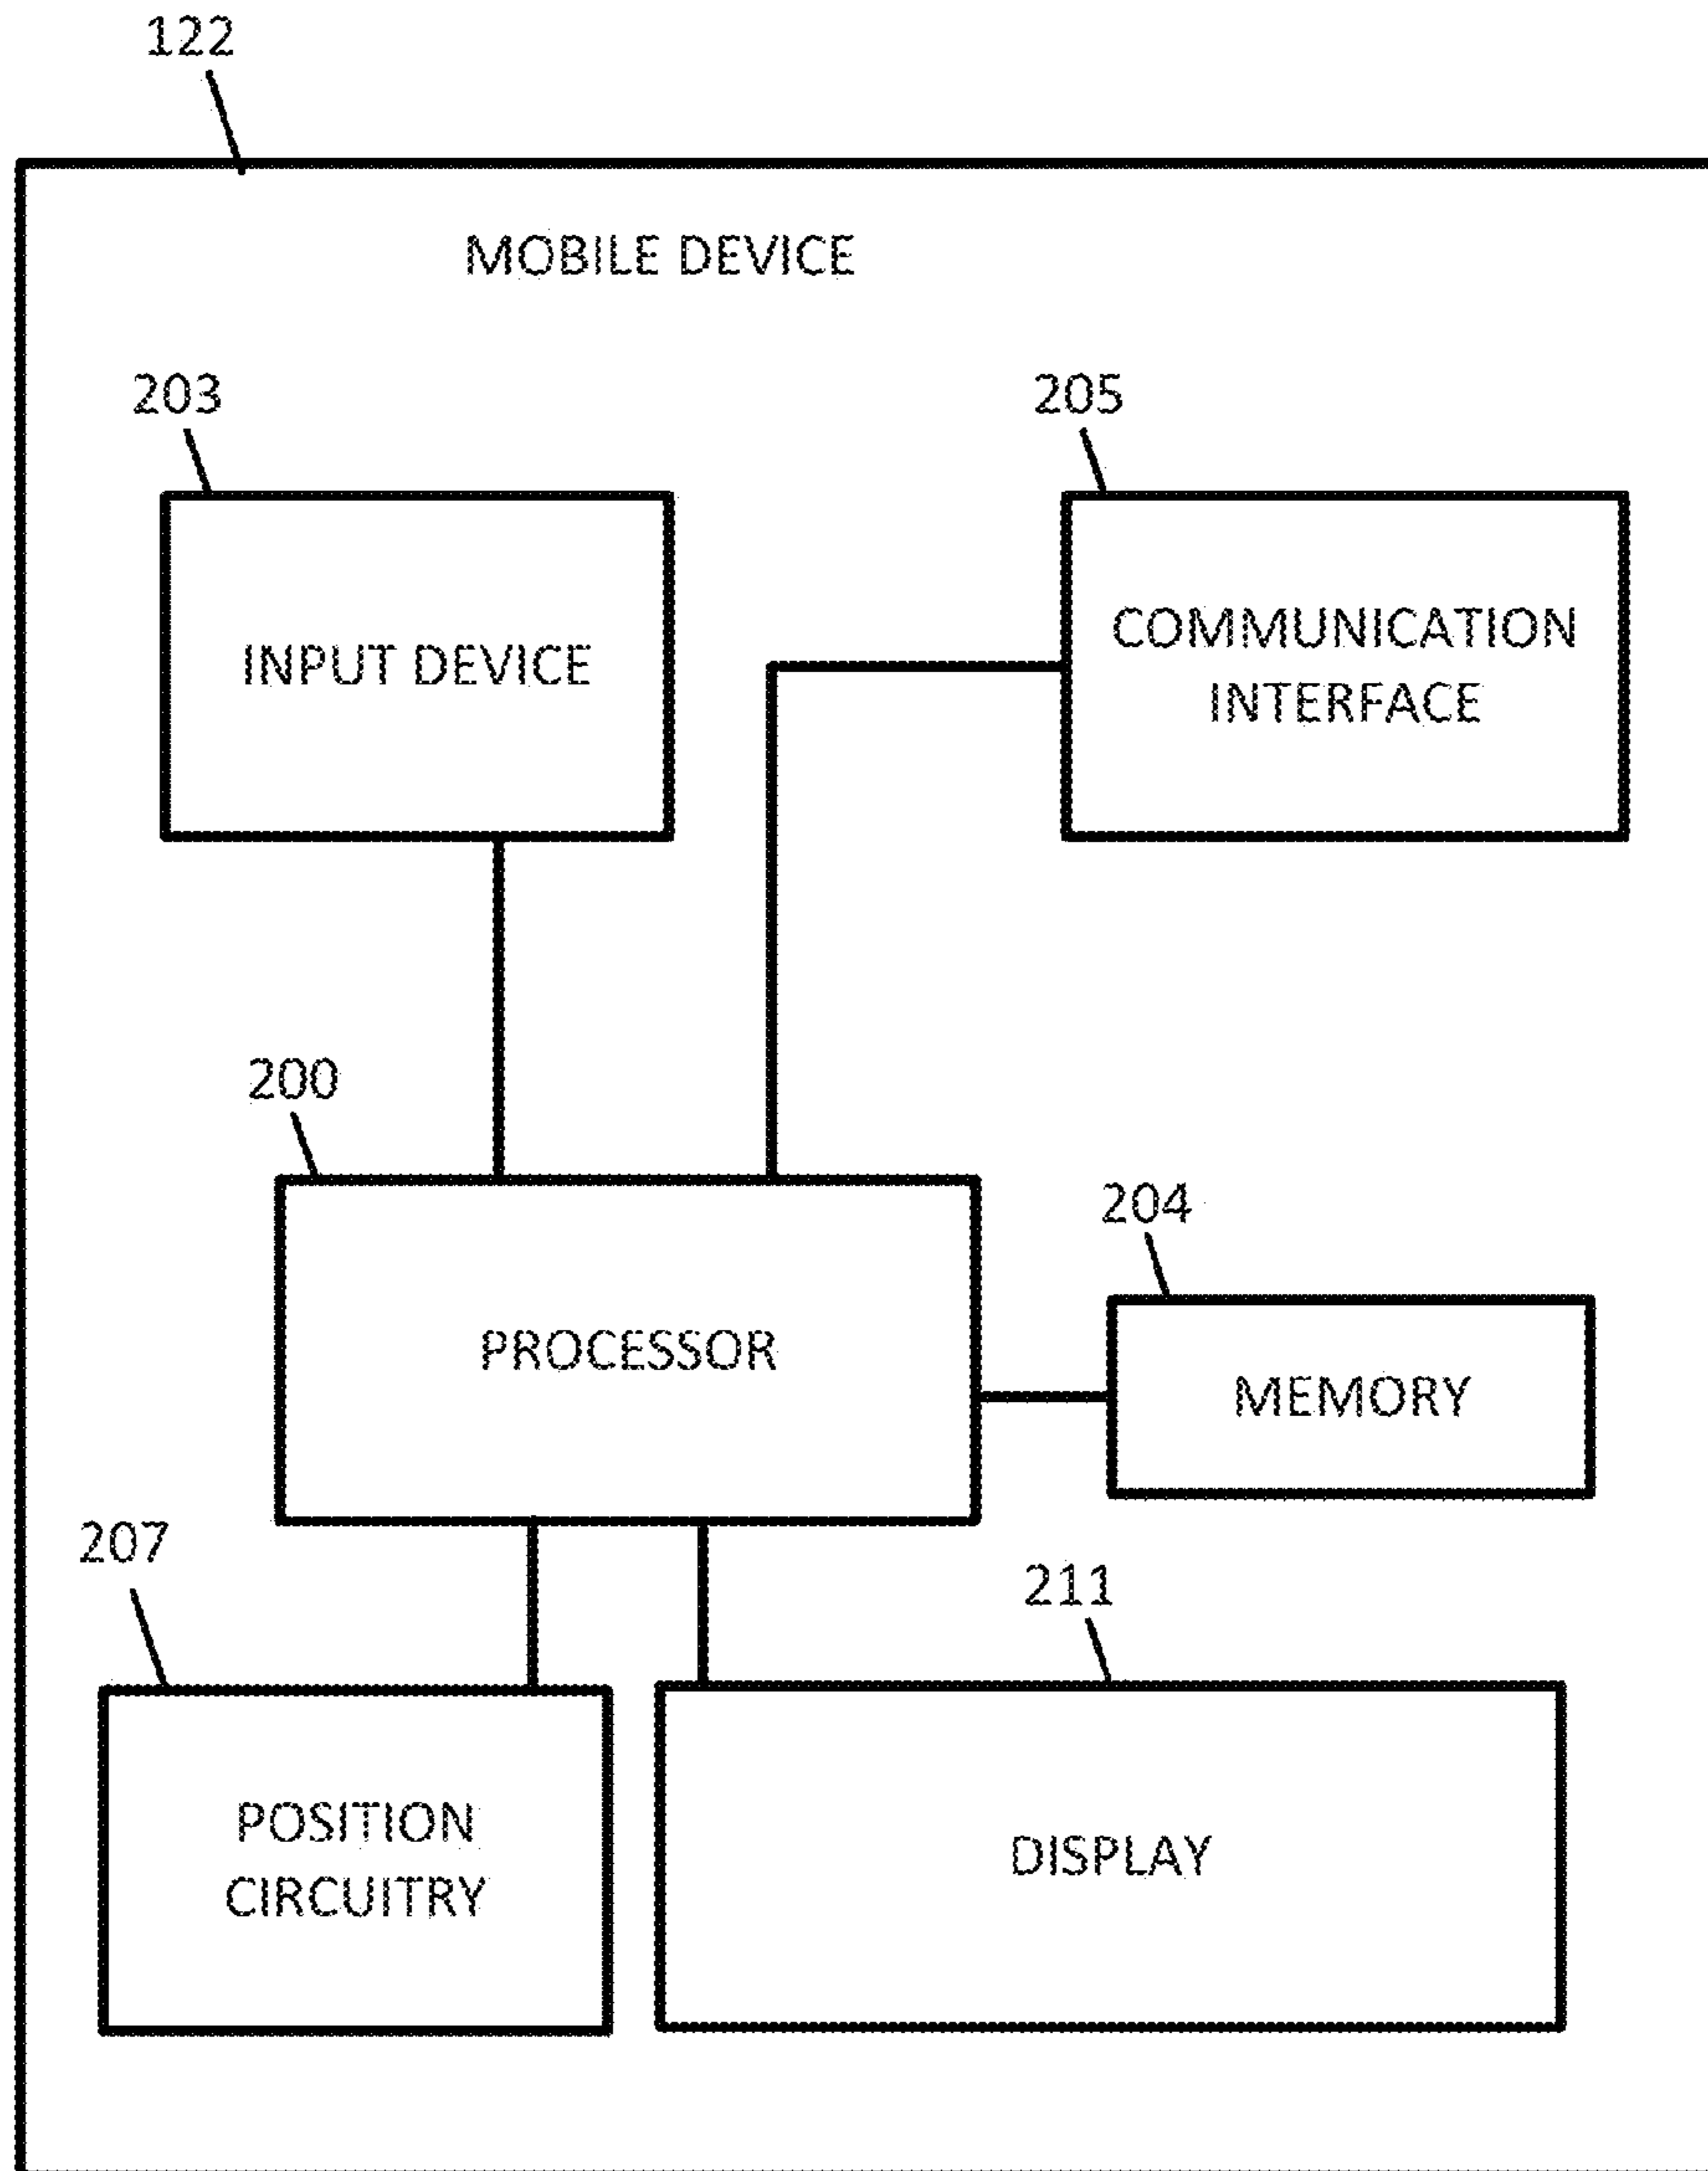 122
MOBILE DEVICE
203
205
INPUT DEVICE
COMMUNICATION
INTERFACE
200
204
PROCESSOR
MEMORY
207
211
POSITION
CIRCUITRY
DISPLAY